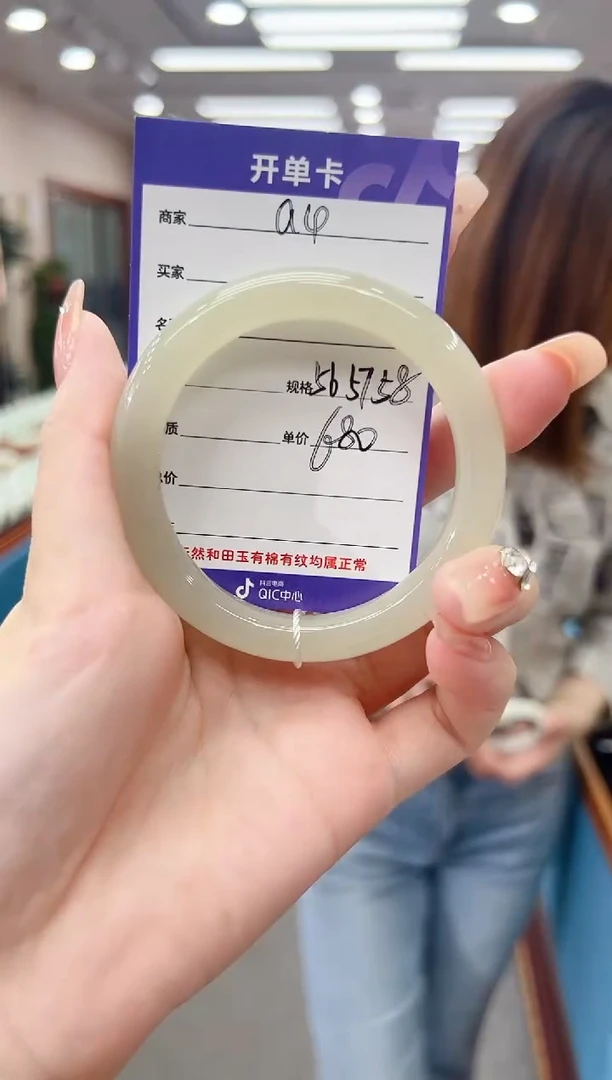 开单卡
商家 a4
买家
规格 56 57 58
质 单价 680
价
然和田玉有棉有纹均属正常
抖音电商
QIC中心